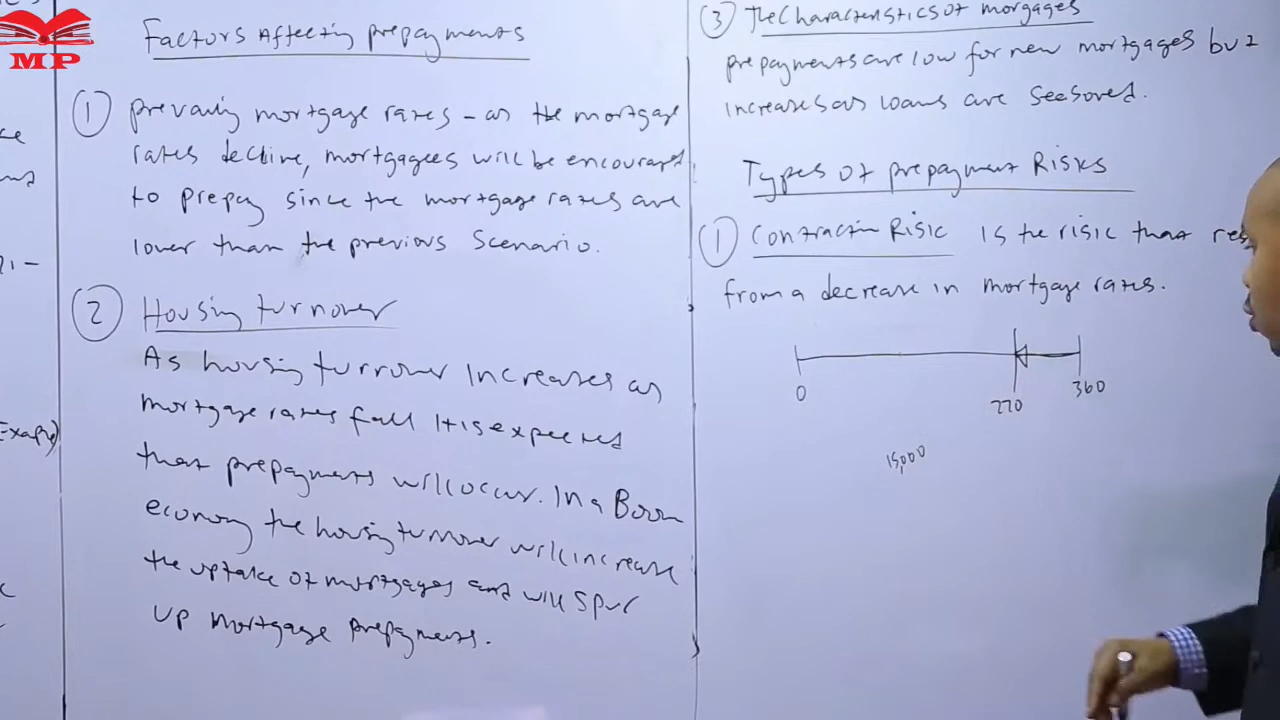 MP
Factors Affecting prepayments
① prevailing mortgage rates - as the mortgage
rates decline, mortgagees will be encouraged
to prepay since the mortgage rates are
lower than the previous scenario.
② Housing turnover
As housing turnover increases as
mortgage rates fall it is expected
that prepayments will occur. In a Boom
economy the housing turnover will increase
the uptake of mortgages and will spur
up mortgage prepayments.
③ The characteristics of morgages
prepayments are low for new mortgages but
increases as loans are seasoned.
Types of prepayment Risks
① Contraction Risk is the risk that res
from a decrease in mortgage rates.
0 270 360
15,000